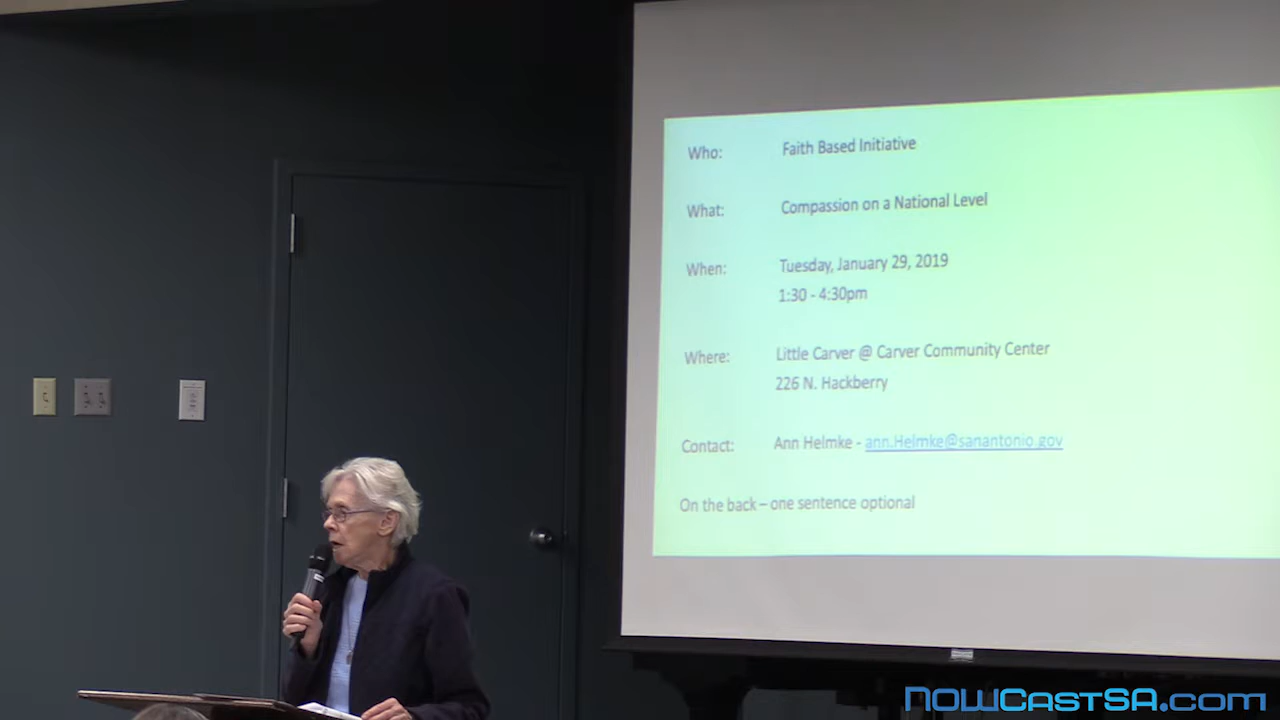 Who: Faith Based Initiative
What: Compassion on a National Level
When: Tuesday, January 29, 2019
1:30 - 4:30pm
Where: Little Carver @ Carver Community Center
226 N. Hackberry
Contact: Ann Helmke - ann.Helmke@sanantonio.gov
On the back – one sentence optional
NOWCASTSA.com